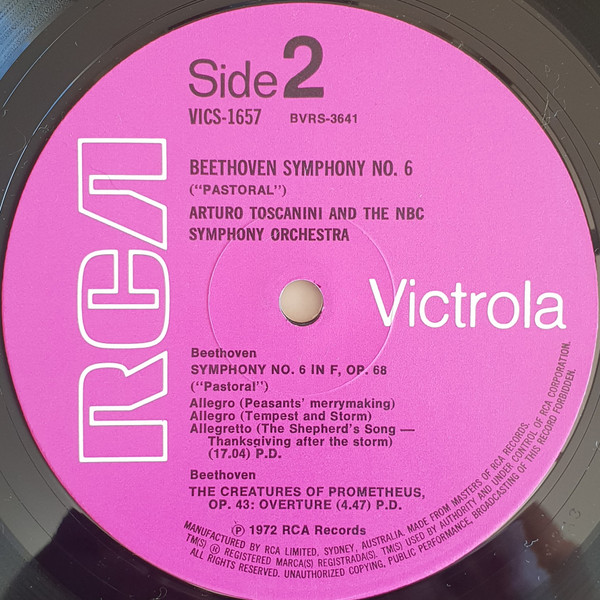 Side 2
VICS-1657 BVRS-3641
BEETHOVEN SYMPHONY NO. 6
("PASTORAL")
ARTURO TOSCANINI AND THE NBC
SYMPHONY ORCHESTRA
RCA
Victrola
Beethoven
SYMPHONY NO. 6 IN F, OP. 68
("Pastoral")
Allegro (Peasants' merrymaking)
Allegro (Tempest and Storm)
Allegretto (The Shepherd's Song —
Thanksgiving after the storm)
(17.04) P.D.
Beethoven
THE CREATURES OF PROMETHEUS,
OP. 43: OVERTURE (4.47) P.D.
℗ 1972 RCA Records
MANUFACTURED BY RCA LIMITED, SYDNEY, AUSTRALIA. MADE FROM MASTERS OF RCA RECORDS.
TM(S) ® REGISTERED MARCA(S) REGISTRADA(S). TM(S) USED BY AUTHORITY AND UNDER CONTROL OF RCA CORPORATION.
ALL RIGHTS RESERVED. UNAUTHORIZED COPYING, PUBLIC PERFORMANCE, BROADCASTING OF THIS RECORD FORBIDDEN.